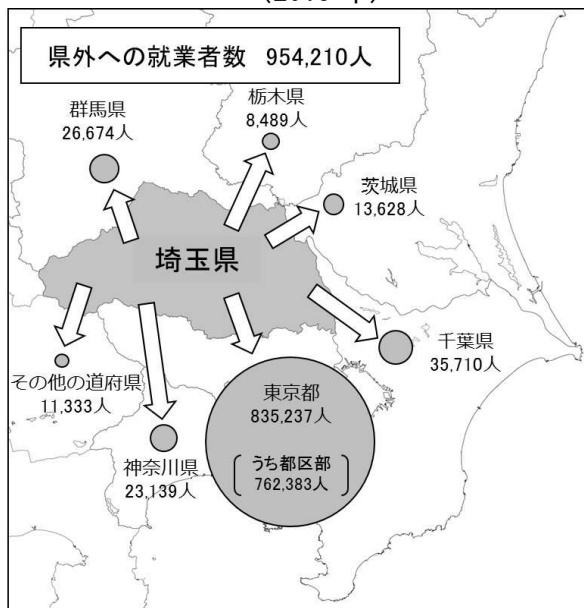 県外への就業者数 954,210人
群馬県
26,674人
栃木県
8,489人
茨城県
13,628人
埼玉県
千葉県
35,710人
その他の道府県
11,333人
東京都
835,237人
うち都区部
762,383人
神奈川県
23,139人